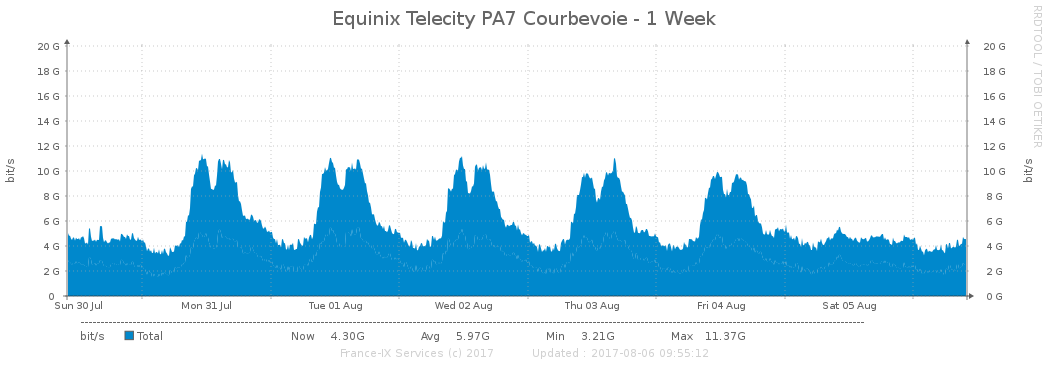 Equinix Telecity PA7 Courbevoie - 1 Week
RRDTOOL / TOBI OETIKER
bit/s
bit/s
20 G 20 G
18 G 18 G
16 G 16 G
14 G 14 G
12 G 12 G
10 G 10 G
8 G 8 G
6 G 6 G
4 G 4 G
2 G 2 G
0 0 G
Sun 30 Jul Mon 31 Jul Tue 01 Aug Wed 02 Aug Thu 03 Aug Fri 04 Aug Sat 05 Aug
bit/s Total Now 4.30G Avg 5.97G Min 3.21G Max 11.37G
France-IX Services (c) 2017 Updated : 2017-08-06 09:55:12